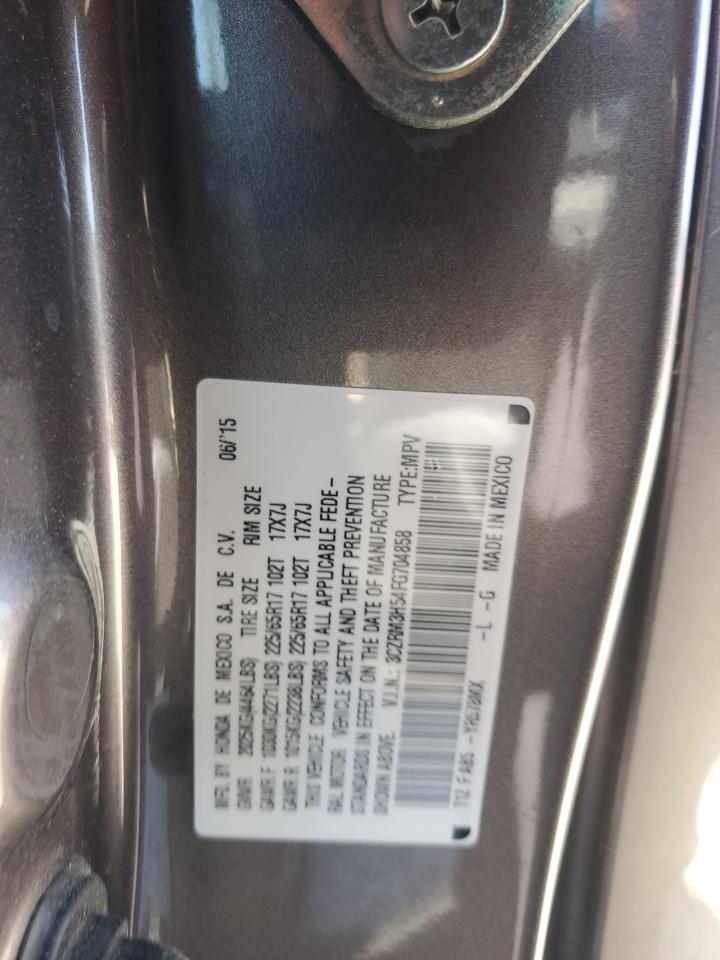 MFD. BY HONDA DE MEXICO S.A. DE C.V. 06/'15
GVWR 2025KG(4464LBS) TIRE SIZE RIM SIZE
GAWR F 1030KG(2271LBS) 225/65R17 102T 17X7J
GAWR R 1015KG(2238LBS) 225/65R17 102T 17X7J
THIS VEHICLE CONFORMS TO ALL APPLICABLE FEDE-
RAL MOTOR VEHICLE SAFETY AND THEFT PREVENTION
STANDARDS IN EFFECT ON THE DATE OF MANUFACTURE
SHOWN ABOVE. V.I.N.: 3CZRM3H54FG704858 TYPE:MPV
T1Z F A85 -YR578MX -L -G MADE IN MEXICO